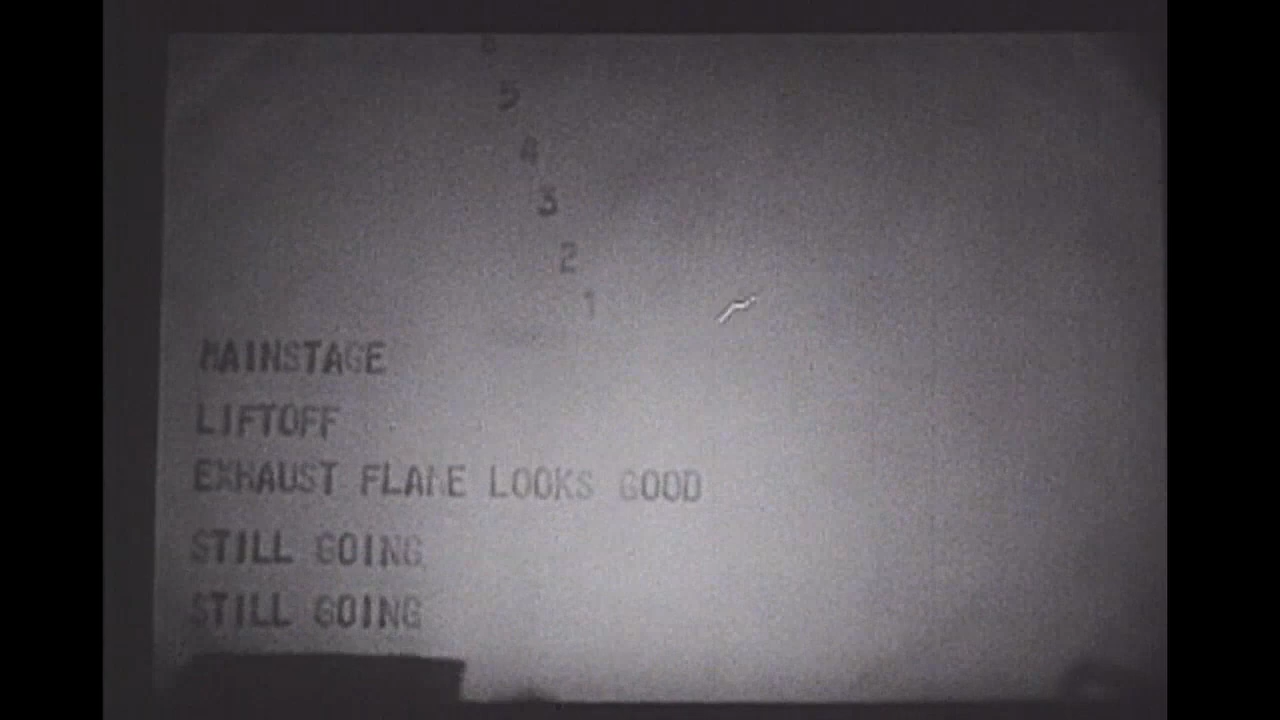 5
4
3
2
1
MAINSTAGE
LIFTOFF
EXHAUST FLAME LOOKS GOOD
STILL GOING
STILL GOING